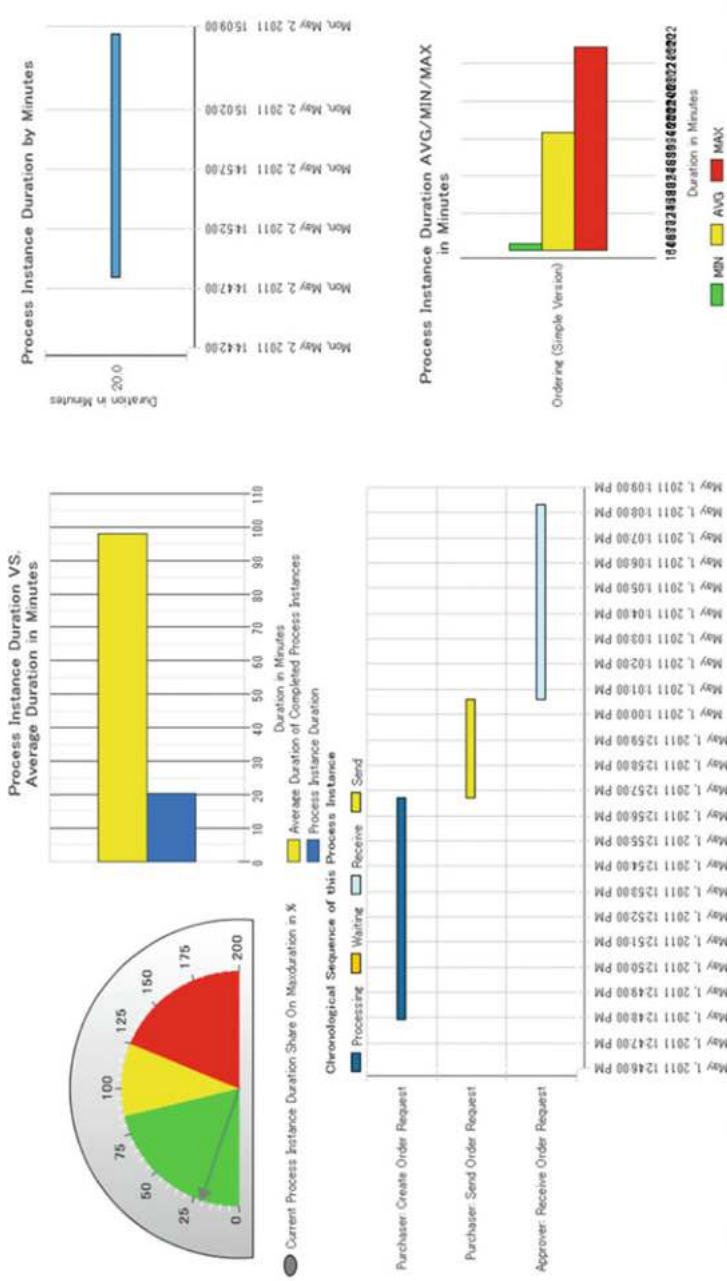 0
25
50
75
100
125
150
175
200
Current Process Instance Duration Share On Maxduration in %
Process Instance Duration VS.
Average Duration in Minutes
0 10 20 30 40 50 60 70 80 90 100 110
Duration in Minutes
Average Duration of Completed Process Instances
Process Instance Duration
Process Instance Duration by Minutes
20.0
Duration in Minutes
Mon, May, 2, 2011 14:42:00
Mon, May, 2, 2011 14:47:00
Mon, May, 2, 2011 14:52:00
Mon, May, 2, 2011 14:57:00
Mon, May, 2, 2011 15:02:00
Mon, May, 2, 2011 15:09:00
Chronological Sequence of this Process Instance
Processing Waiting Receive Send
Purchaser: Create Order Request
Purchaser: Send Order Request
Approver: Receive Order Request
May, 1, 2011 12:46:00 PM
May, 1, 2011 12:47:00 PM
May, 1, 2011 12:48:00 PM
May, 1, 2011 12:49:00 PM
May, 1, 2011 12:50:00 PM
May, 1, 2011 12:51:00 PM
May, 1, 2011 12:52:00 PM
May, 1, 2011 12:53:00 PM
May, 1, 2011 12:54:00 PM
May, 1, 2011 12:55:00 PM
May, 1, 2011 12:56:00 PM
May, 1, 2011 12:57:00 PM
May, 1, 2011 12:58:00 PM
May, 1, 2011 12:59:00 PM
May, 1, 2011 1:00:00 PM
May, 1, 2011 1:01:00 PM
May, 1, 2011 1:02:00 PM
May, 1, 2011 1:03:00 PM
May, 1, 2011 1:04:00 PM
May, 1, 2011 1:05:00 PM
May, 1, 2011 1:06:00 PM
May, 1, 2011 1:07:00 PM
May, 1, 2011 1:08:00 PM
May, 1, 2011 1:09:00 PM
Process Instance Duration AVG/MIN/MAX
in Minutes
Ordering (Simple Version)
Duration in Minutes
MIN AVG MAX